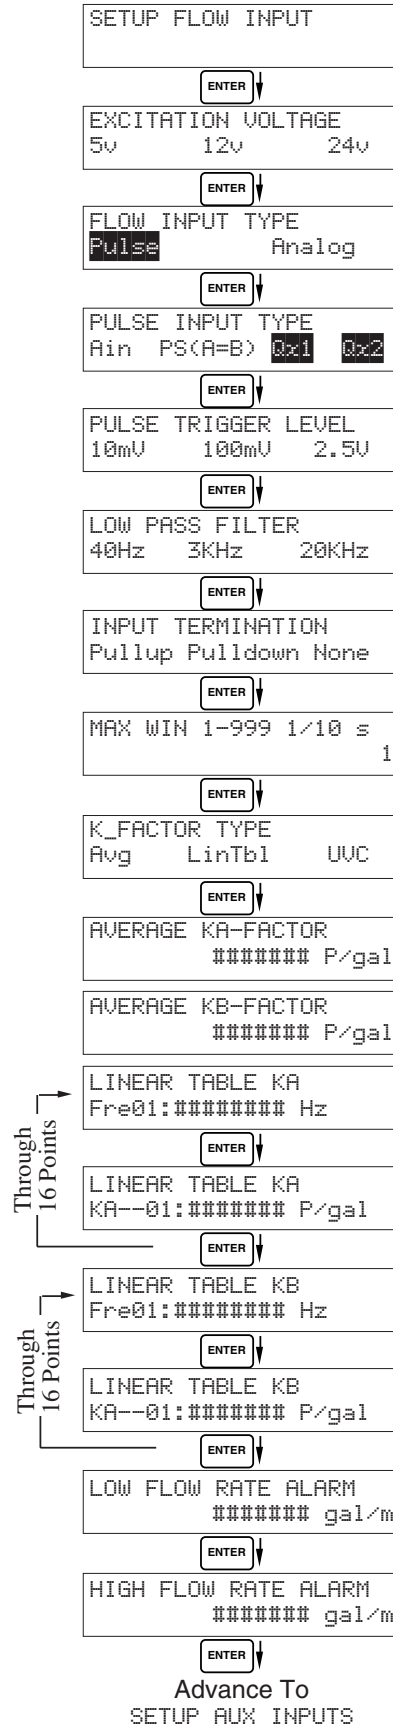 SETUP FLOW INPUT
ENTER
EXCITATION VOLTAGE
5v 12v 24v
ENTER
FLOW INPUT TYPE
Pulse Analog
ENTER
PULSE INPUT TYPE
Ain PS(A=B) Qx1 Qx2
ENTER
PULSE TRIGGER LEVEL
10mV 100mV 2.5V
ENTER
LOW PASS FILTER
40Hz 3KHz 20KHz
ENTER
INPUT TERMINATION
Pullup Pulldown None
ENTER
MAX WIN 1-999 1/10 s
1
ENTER
K_FACTOR TYPE
Avg LinTbl UVC
ENTER
AVERAGE KA-FACTOR
####### P/gal
AVERAGE KB-FACTOR
####### P/gal
Through
16 Points
LINEAR TABLE KA
Fre01:######## Hz
ENTER
LINEAR TABLE KA
KA--01:####### P/gal
ENTER
Through
16 Points
LINEAR TABLE KB
Fre01:######## Hz
ENTER
LINEAR TABLE KB
KA--01:####### P/gal
ENTER
LOW FLOW RATE ALARM
####### gal/m
ENTER
HIGH FLOW RATE ALARM
####### gal/m
ENTER
Advance To
SETUP AUX INPUTS